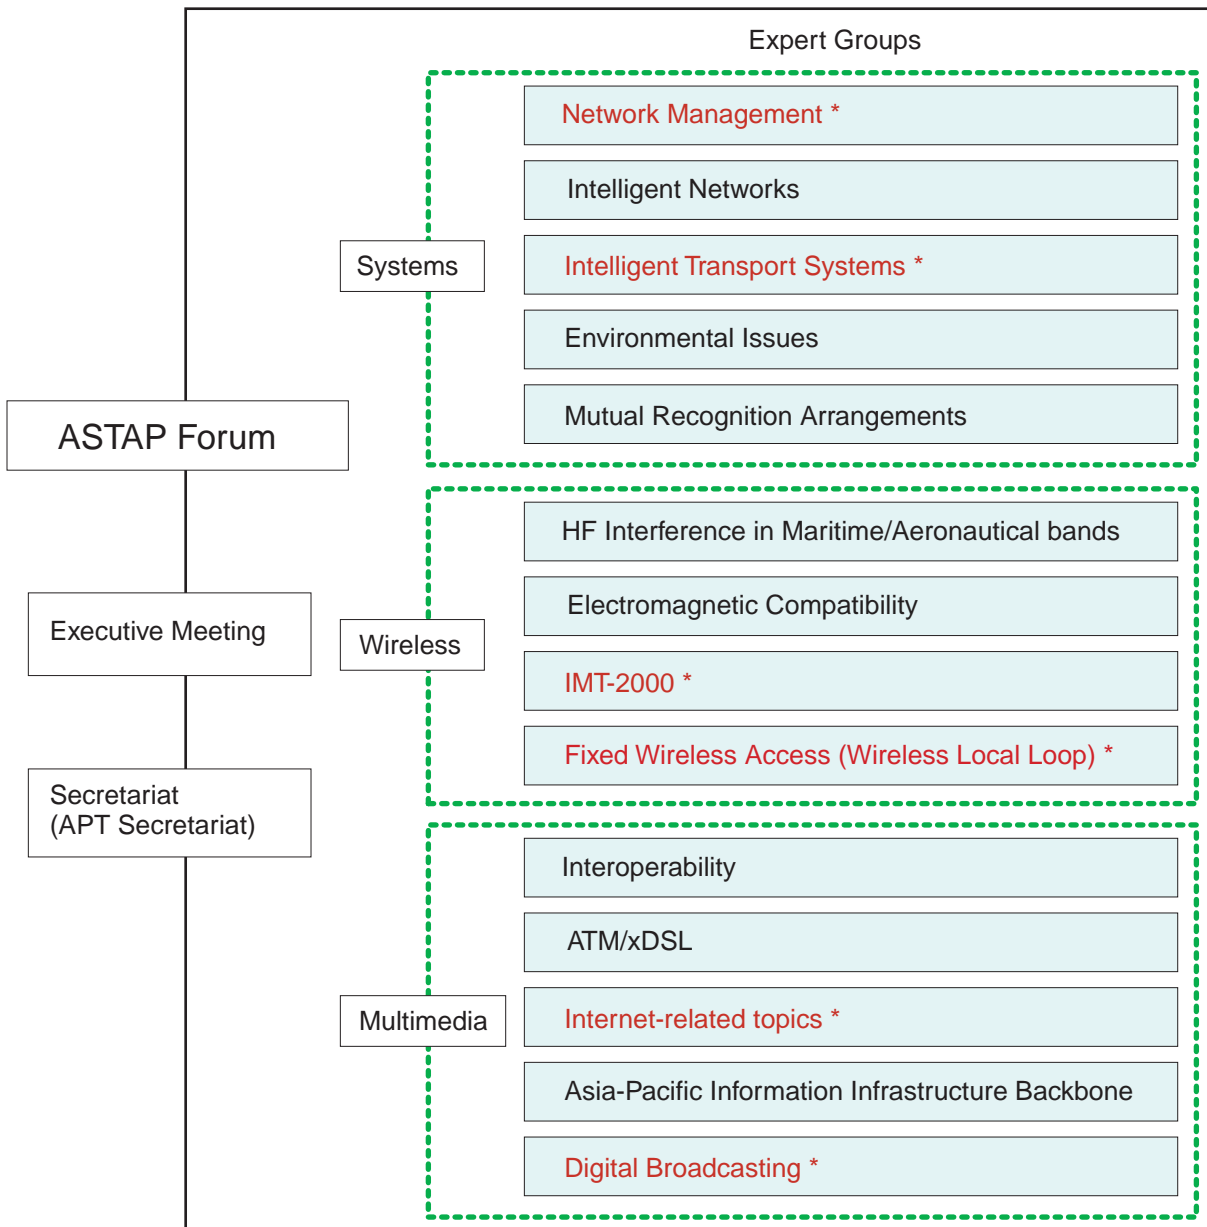 Expert Groups
Network Management *
Intelligent Networks
Systems
Intelligent Transport Systems *
Environmental Issues
Mutual Recognition Arrangements
ASTAP Forum
HF Interference in Maritime/Aeronautical bands
Electromagnetic Compatibility
Executive Meeting
Wireless
IMT-2000 *
Fixed Wireless Access (Wireless Local Loop) *
Secretariat
(APT Secretariat)
Interoperability
ATM/xDSL
Multimedia
Internet-related topics *
Asia-Pacific Information Infrastructure Backbone
Digital Broadcasting *